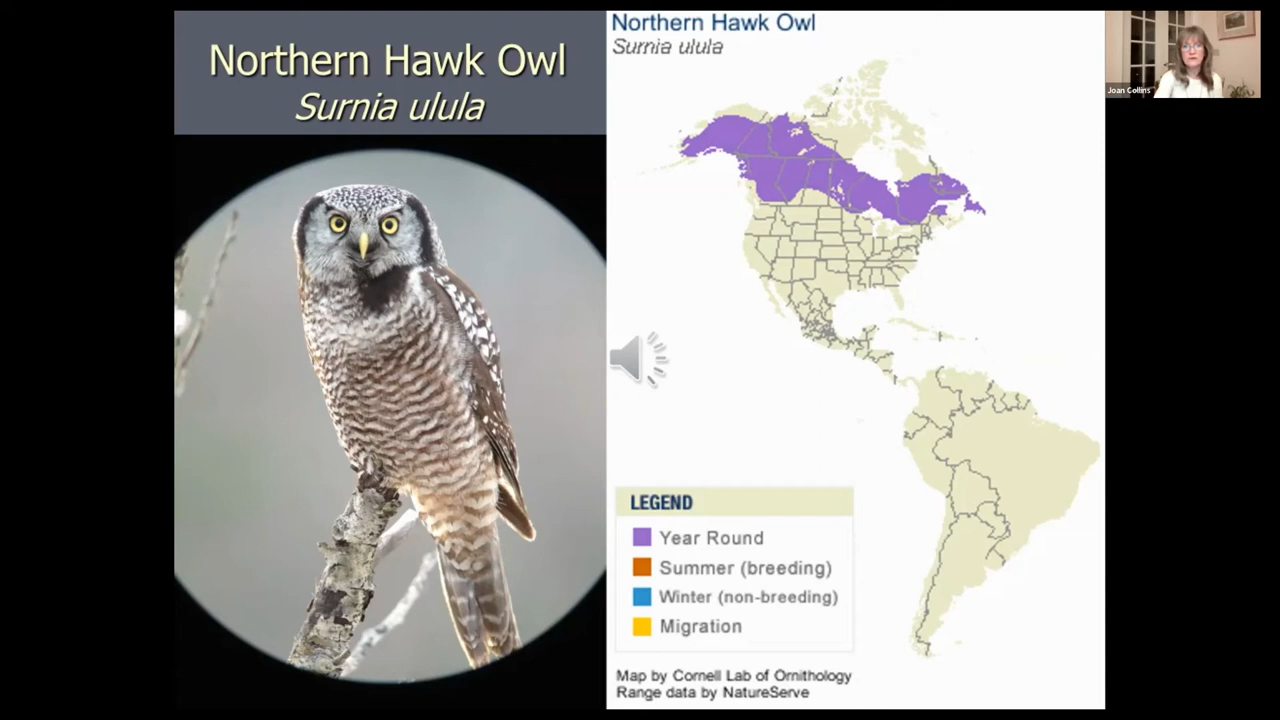 Northern Hawk Owl
Surnia ulula
Northern Hawk Owl
Surnia ulula
Joan Collins
LEGEND
Year Round
Summer (breeding)
Winter (non-breeding)
Migration
Map by Cornell Lab of Ornithology
Range data by NatureServe